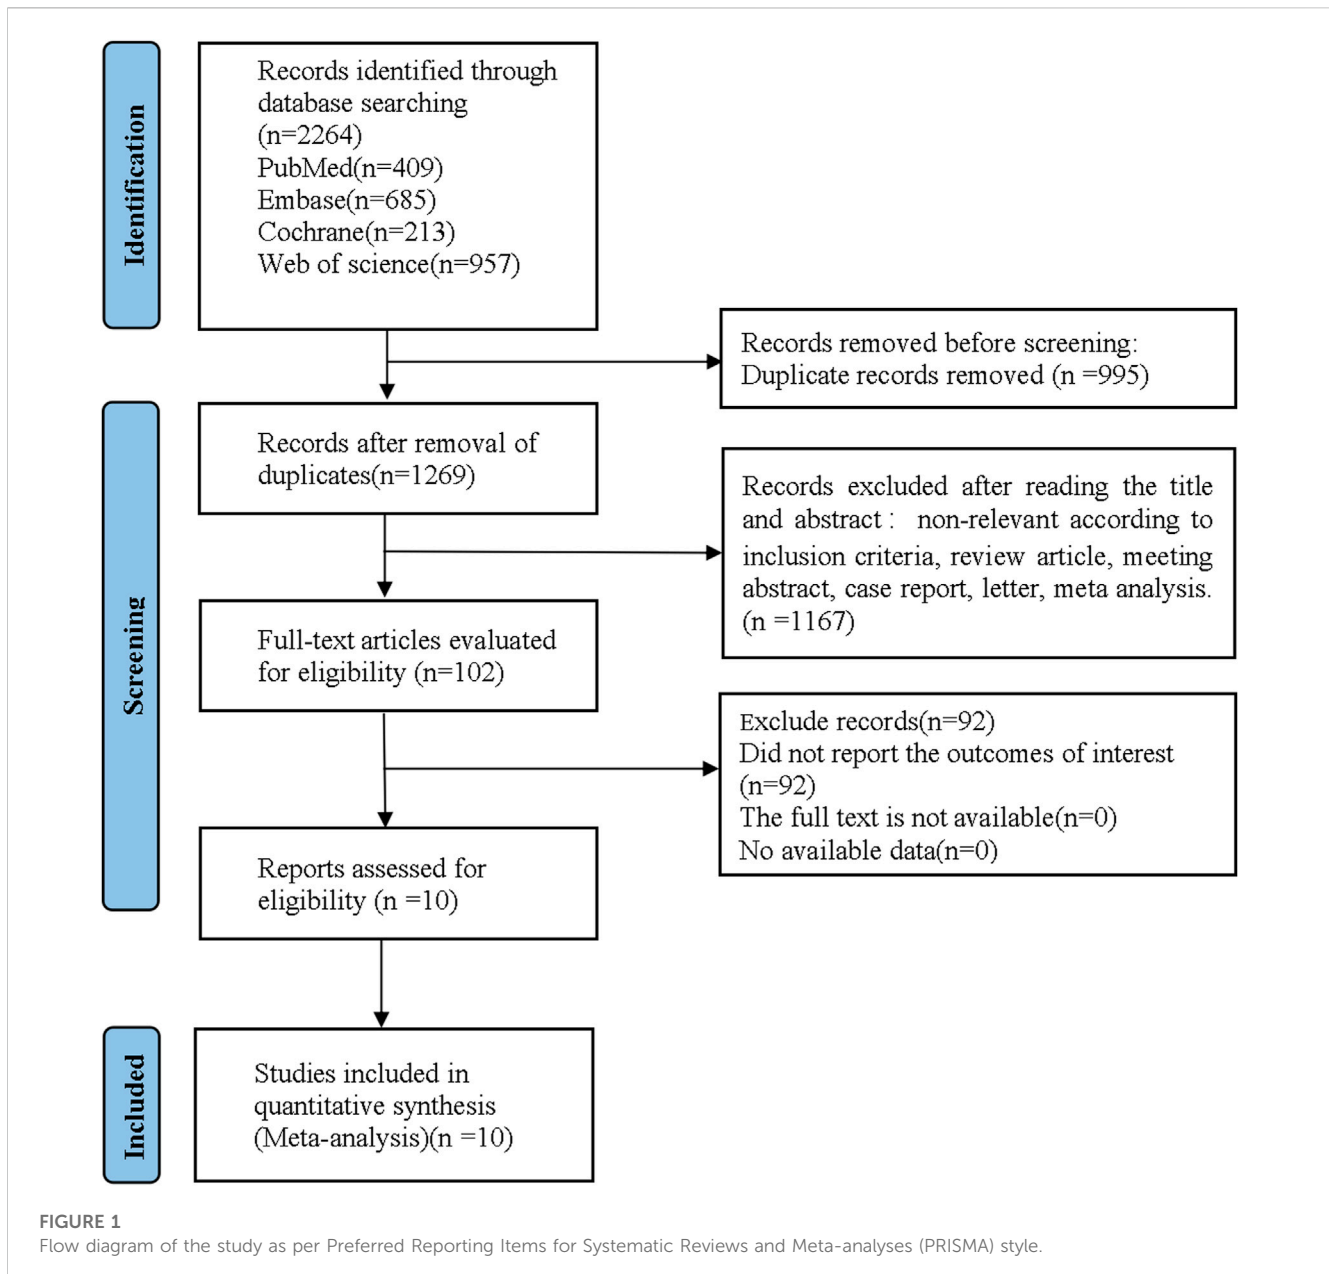 Identification
Records identified through
database searching
(n=2264)
PubMed(n=409)
Embase(n=685)
Cochrane(n=213)
Web of science(n=957)
Records removed before screening:
Duplicate records removed (n =995)
Screening
Records after removal of
duplicates(n=1269)
Records excluded after reading the title
and abstract： non-relevant according to
inclusion criteria, review article, meeting
abstract, case report, letter, meta analysis.
(n =1167)
Full-text articles evaluated
for eligibility (n=102)
Exclude records(n=92)
Did not report the outcomes of interest
(n=92)
The full text is not available(n=0)
No available data(n=0)
Reports assessed for
eligibility (n =10)
Included
Studies included in
quantitative synthesis
(Meta-analysis)(n =10)
FIGURE 1
Flow diagram of the study as per Preferred Reporting Items for Systematic Reviews and Meta-analyses (PRISMA) style.